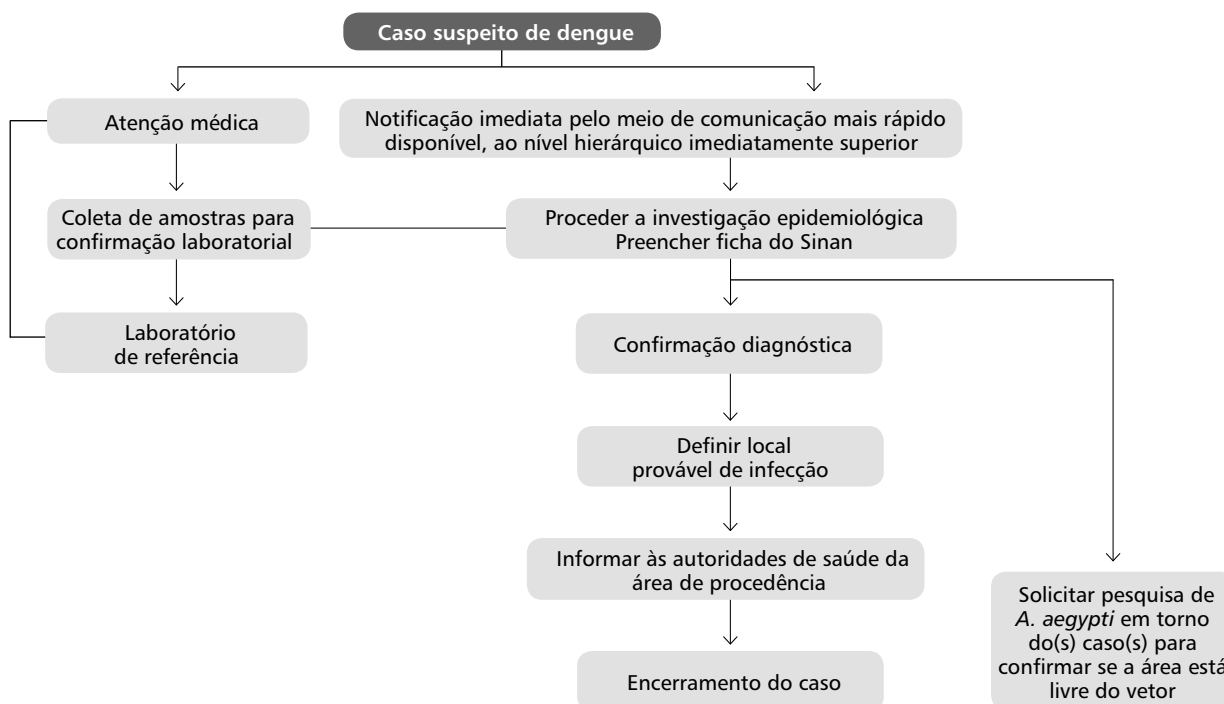 Caso suspeito de dengue
Atenção médica
Notificação imediata pelo meio de comunicação mais rápido
disponível, ao nível hierárquico imediatamente superior
Coleta de amostras para
confirmação laboratorial
Proceder a investigação epidemiológica
Preencher ficha do Sinan
Laboratório
de referência
Confirmação diagnóstica
Definir local
provável de infecção
Informar às autoridades de saúde da
área de procedência
Encerramento do caso
Solicitar pesquisa de
A. aegypti em torno
do(s) caso(s) para
confirmar se a área está
livre do vetor